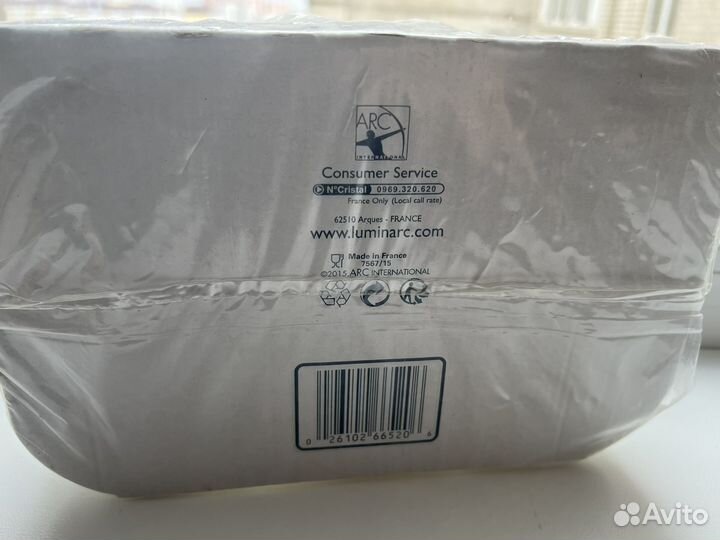 ARC
INTERNATIONAL
Consumer Service
N°Cristal 0969.320.620
France Only (Local call rate)
62510 Arques - FRANCE
www.luminarc.com
Made in France
7567/15
©2015, ARC INTERNATIONAL
0 26102 66520 6
Avito